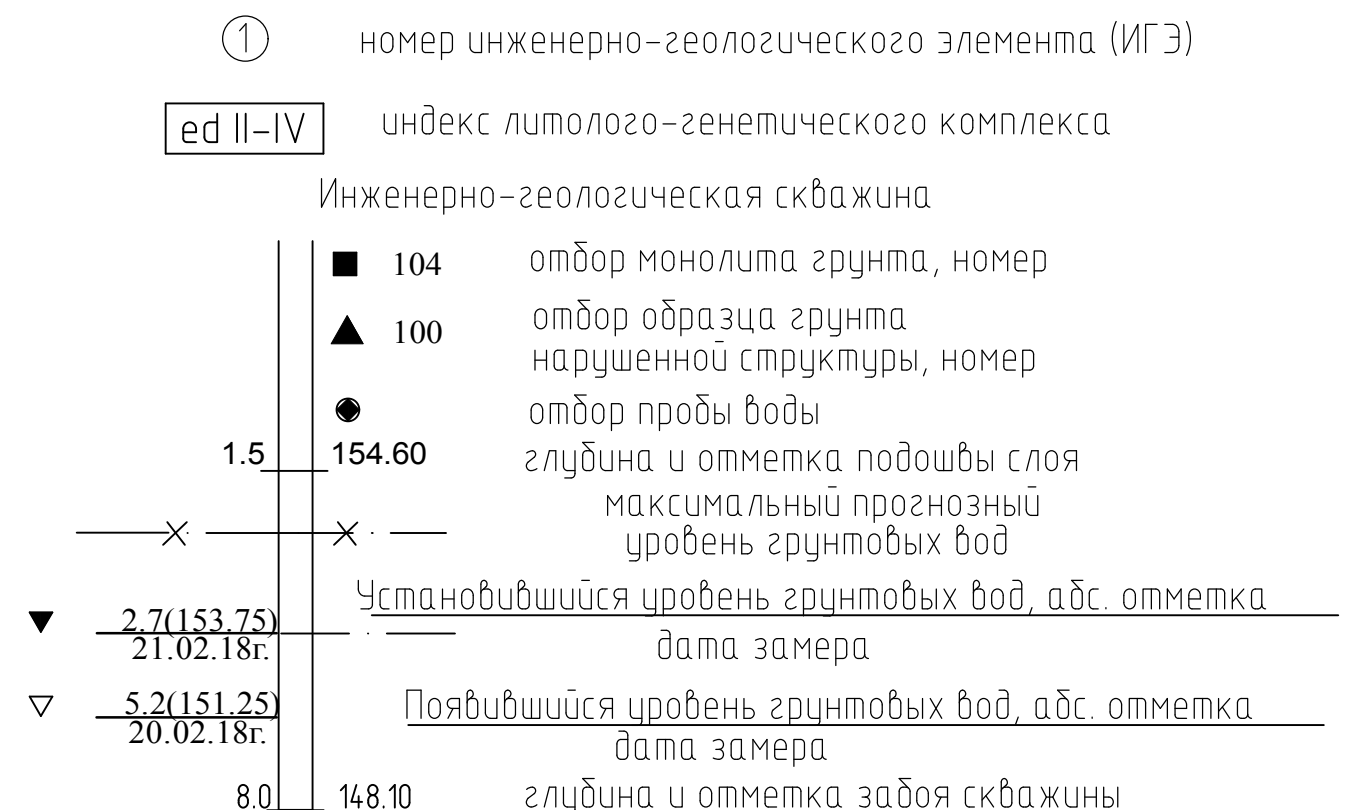 1 номер инженерно-геологического элемента (ИГЭ)
ed II-IV индекс литолого-генетического комплекса
Инженерно-геологическая скважина
104 отбор монолита грунта, номер
100 отбор образца грунта
нарушенной структуры, номер
отбор пробы воды
1.5 154.60 глубина и отметка подошвы слоя
максимальный прогнозный
уровень грунтовых вод
2.7(153.75) Установившийся уровень грунтовых вод, абс. отметка
21.02.18г. дата замера
5.2(151.25) Появившийся уровень грунтовых вод, абс. отметка
20.02.18г. дата замера
8.0 148.10 глубина и отметка забоя скважины